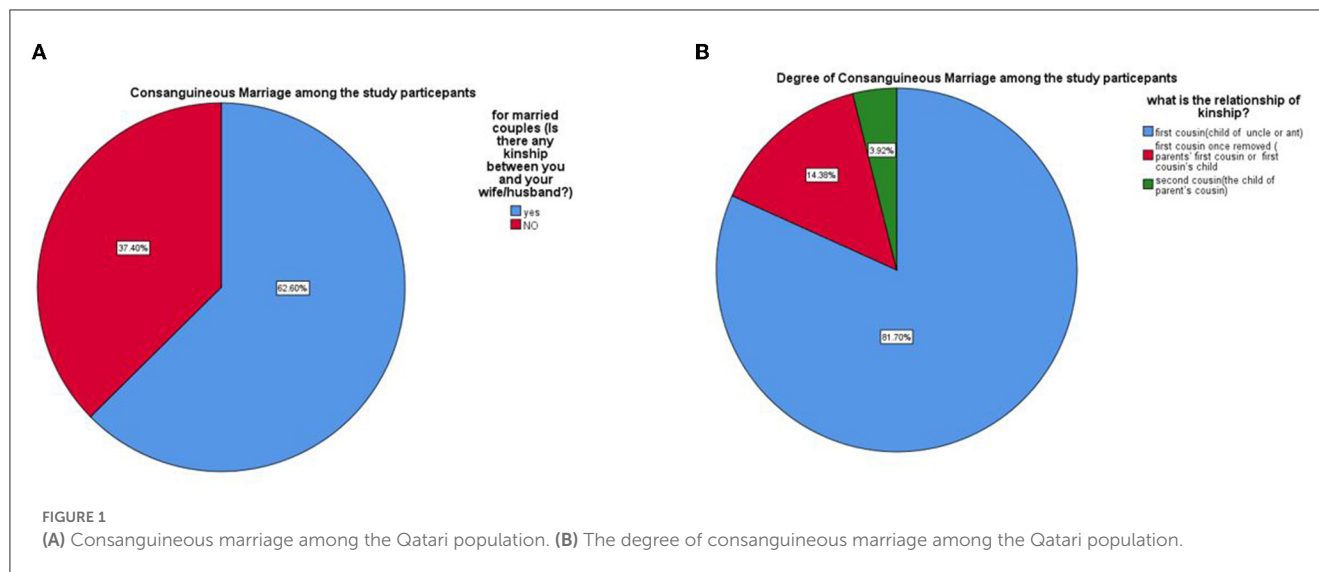 A
Consanguineous Marriage among the study particepants
for married
couples (Is
there any
kinship
between you
and your
wife/husband?)
yes
NO
37.40%
62.60%
B
Degree of Consanguineous Marriage among the study particepants
what is the relationship of
kinship?
first cousin(child of uncle or ant)
first cousin once removed (
parents' first cousin or first
cousin's child
second cousin(the child of
parent's cousin)
3.92%
14.38%
81.70%
FIGURE 1
(A) Consanguineous marriage among the Qatari population. (B) The degree of consanguineous marriage among the Qatari population.